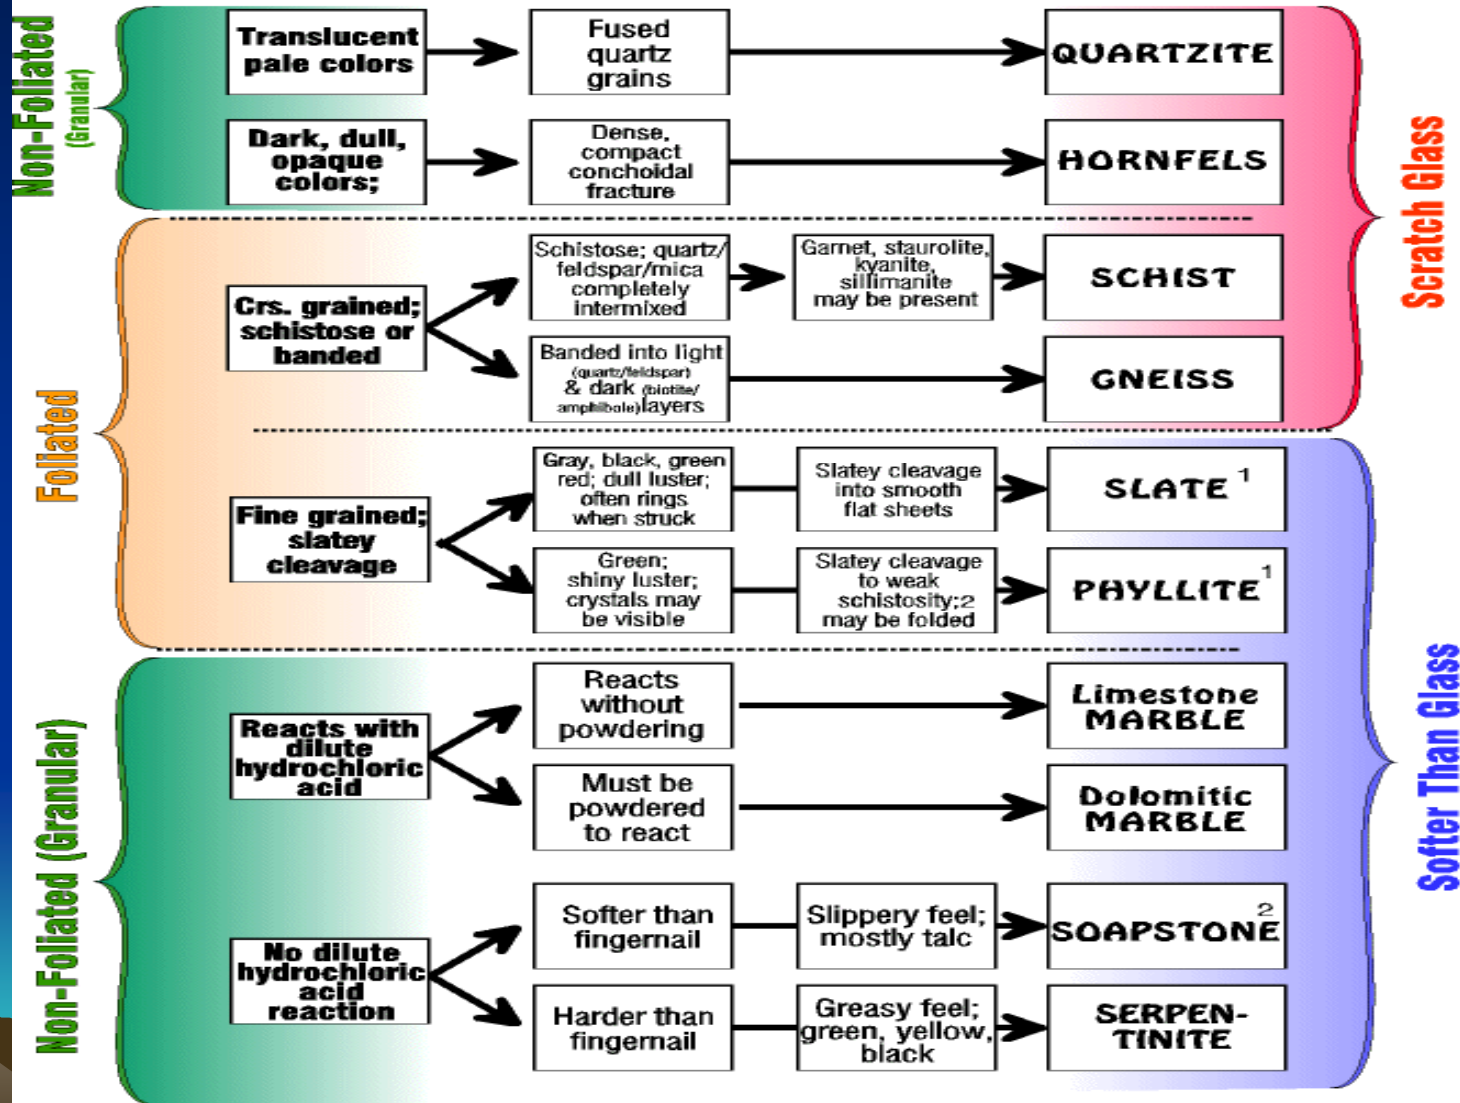 Non-Foliated
(Granular)
Translucent
pale colors
Fused
quartz
grains
QUARTZITE
Dark, dull,
opaque
colors;
Dense,
compact
conchoidal
fracture
HORNFELS
Scratch Glass
Foliated
Crs. grained;
schistose or
banded
Schistose; quartz/
feldspar/mica
completely
intermixed
Garnet, staurolite,
kyanite,
sillimanite
may be present
SCHIST
Banded into light
(quartz/feldspar)
& dark (biotite/
amphibole)layers
GNEISS
Fine grained;
slatey
cleavage
Gray, black, green
red; dull luster;
often rings
when struck
Slatey cleavage
into smooth
flat sheets
SLATE 1
Green;
shiny luster;
crystals may
be visible
Slatey cleavage
to weak
schistosity;2
may be folded
PHYLLITE 1
Softer Than Glass
Non-Foliated (Granular)
Reacts with
dilute
hydrochloric
acid
Reacts
without
powdering
Limestone
MARBLE
Must be
powdered
to react
Dolomitic
MARBLE
No dilute
hydrochloric
acid
reaction
Softer than
fingernail
Slippery feel;
mostly talc
SOAPSTONE 2
Harder than
fingernail
Greasy feel;
green, yellow,
black
SERPEN-
TINITE